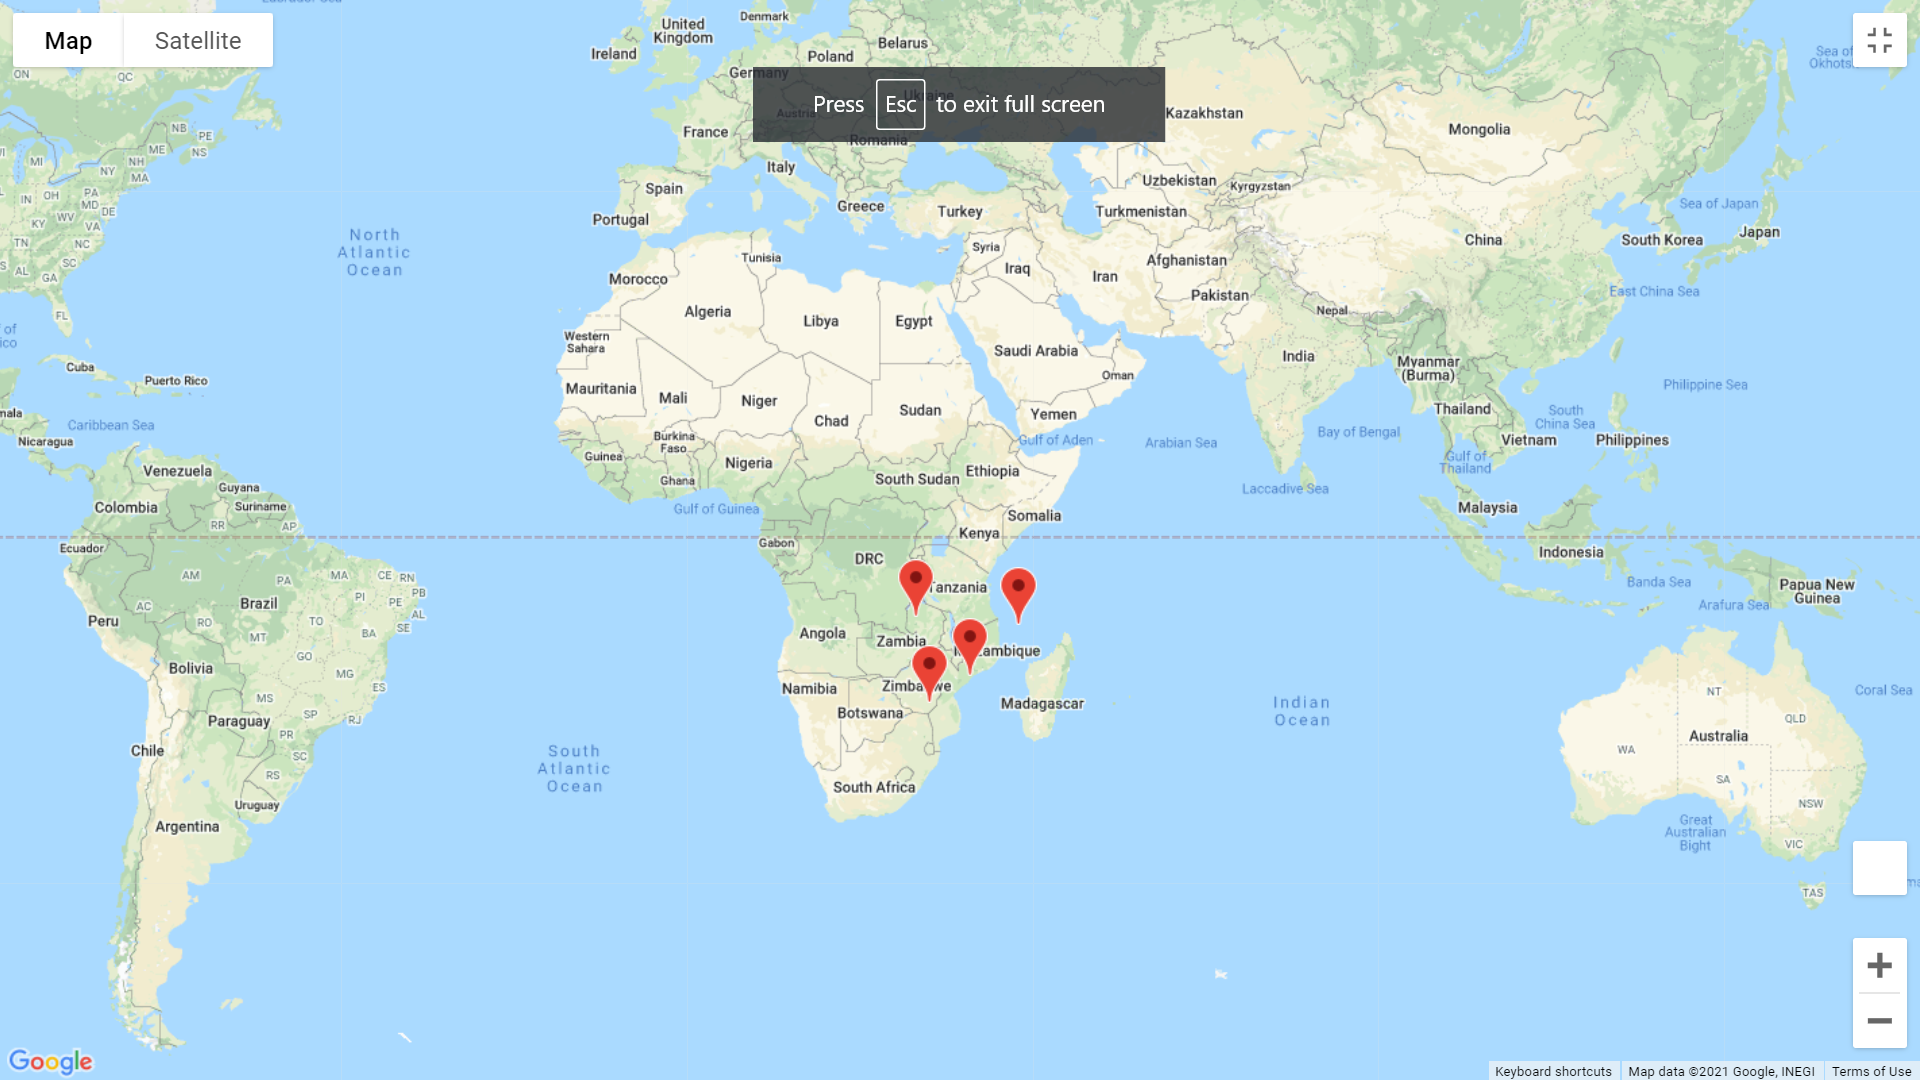 Labrador Sea
Map
Satellite
United
Kingdom
Denmark
Ireland
Belarus
Poland
Germany
Press Esc to exit full screen
Ukraine
Austria
Romania
France
Italy
Spain
Portugal
Greece
Turkey
Kazakhstan
Mongolia
Uzbekistan
Kyrgyzstan
Turkmenistan
Sea of
Okhots
Sea of Japan
Japan
South Korea
China
East China Sea
ON
QC
NB
PE
ME
NS
MI
NY
NH
MA
IN
OH
PA
MD
DE
WV
KY
VA
TN
NC
SC
S
AL
GA
FL
of
ico
North
Atlantic
Ocean
Syria
Iraq
Iran
Afghanistan
Pakistan
Nepal
Tunisia
Morocco
Algeria
Libya
Egypt
Western
Sahara
Saudi Arabia
India
Myanmar
(Burma)
Oman
Mauritania
Mali
Niger
Chad
Sudan
Yemen
Thailand
South
China Sea
Philippine Sea
Cuba
Puerto Rico
mala
Caribbean Sea
Nicaragua
Burkina
Faso
Guinea
Nigeria
Ghana
Gulf of Guinea
South Sudan
Ethiopia
Gulf of Aden
Arabian Sea
Bay of Bengal
Vietnam
Philippines
Gulf of
Thailand
Laccadive Sea
Malaysia
Venezuela
Guyana
Colombia
Suriname
RR
AP
Ecuador
Somalia
Kenya
Gabon
DRC
Tanzania
Indonesia
Banda Sea
Arafura Sea
Papua New
Guinea
AM
PA
MA
CE
RN
PI
PB
PE
AL
SE
AC
Brazil
RO
TO
MT
BA
Peru
GO
Bolivia
MG
ES
MS
SP
RJ
Paraguay
PR
SC
Chile
RS
Uruguay
Argentina
Angola
Zambia
Mozambique
Zimbabwe
Namibia
Botswana
Madagascar
South Africa
South
Atlantic
Ocean
Indian
Ocean
NT
Coral Sea
QLD
Australia
WA
SA
NSW
Great
Australian
Bight
VIC
TAS
Google
Keyboard shortcuts
Map data ©2021 Google, INEGI
Terms of Use